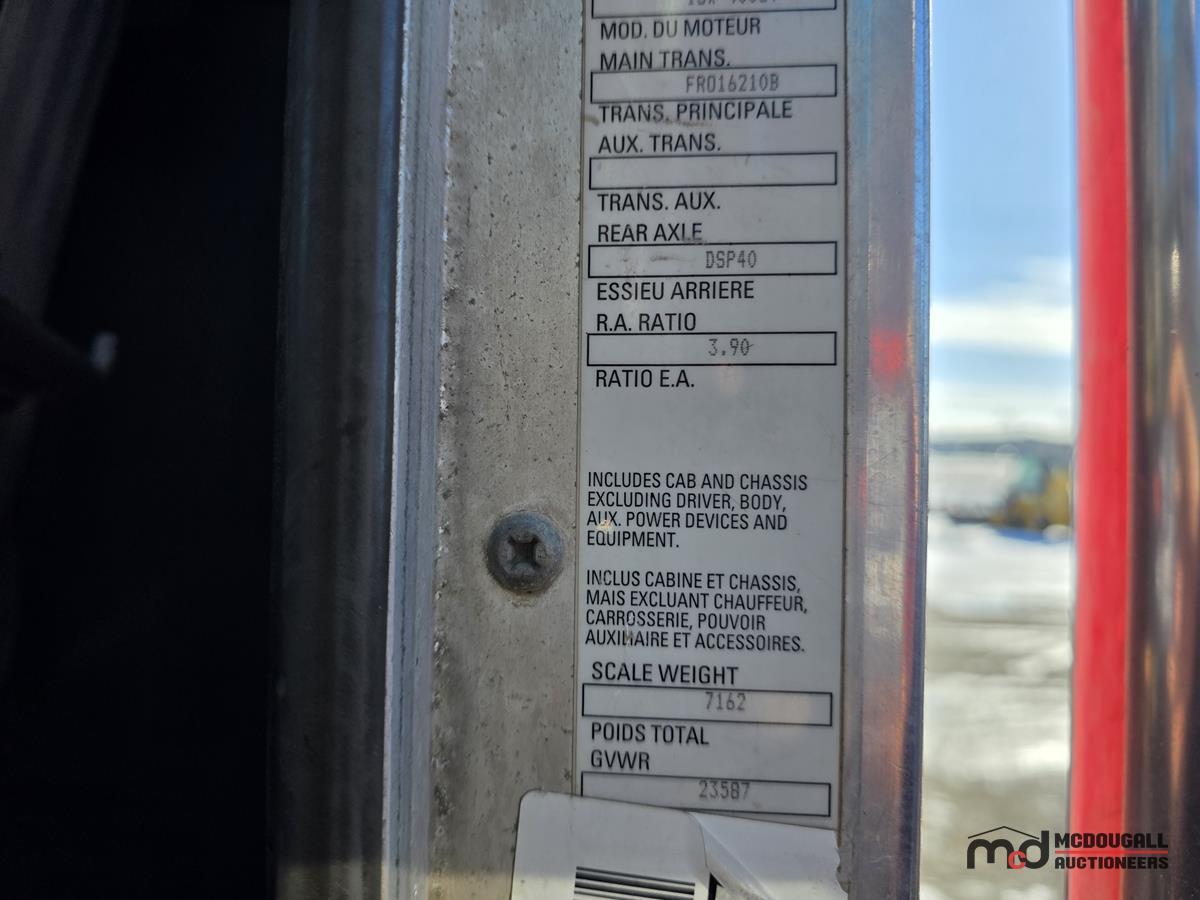 MOD. DU MOTEUR
MAIN TRANS.
FRO16210B
TRANS. PRINCIPALE
AUX. TRANS.
TRANS. AUX.
REAR AXLE
DSP40
ESSIEU ARRIERE
R.A. RATIO
3.90
RATIO E.A.
INCLUDES CAB AND CHASSIS
EXCLUDING DRIVER, BODY,
AUX. POWER DEVICES AND
EQUIPMENT.
INCLUS CABINE ET CHASSIS,
MAIS EXCLUANT CHAUFFEUR,
CARROSSERIE, POUVOIR
AUXILIAIRE ET ACCESSOIRES.
SCALE WEIGHT
7162
POIDS TOTAL
GVWR
23587
mcd MCDOUGALL
AUCTIONEERS